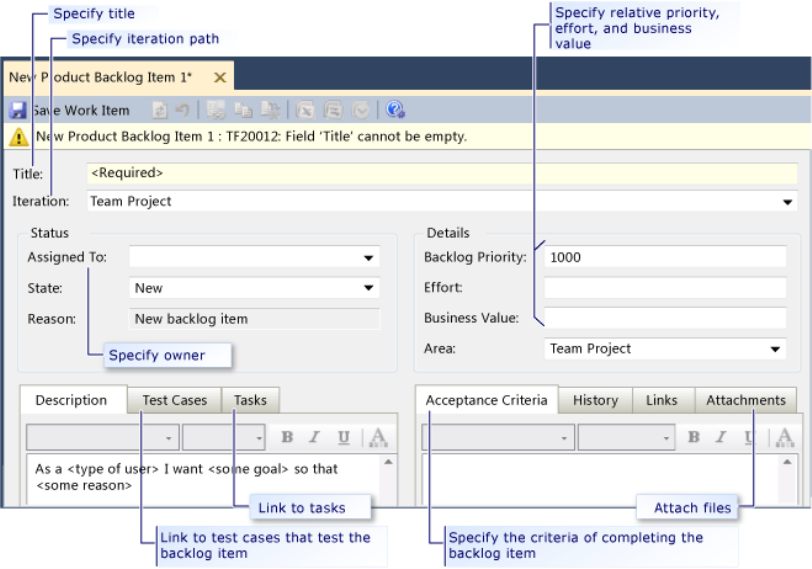 Specify title
Specify iteration path
Specify relative priority,
effort, and business
value
New Product Backlog Item 1*
Save Work Item
New Product Backlog Item 1 : TF20012: Field 'Title' cannot be empty.
Title: <Required>
Iteration: Team Project
Status
Details
Assigned To:
Backlog Priority: 1000
State: New
Effort:
Reason: New backlog item
Business Value:
Specify owner
Area: Team Project
Description Test Cases Tasks
Acceptance Criteria History Links Attachments
B I U A
B I U A
As a <type of user> I want <some goal> so that
<some reason>
Link to tasks
Attach files
Link to test cases that test the
backlog item
Specify the criteria of completing the
backlog item